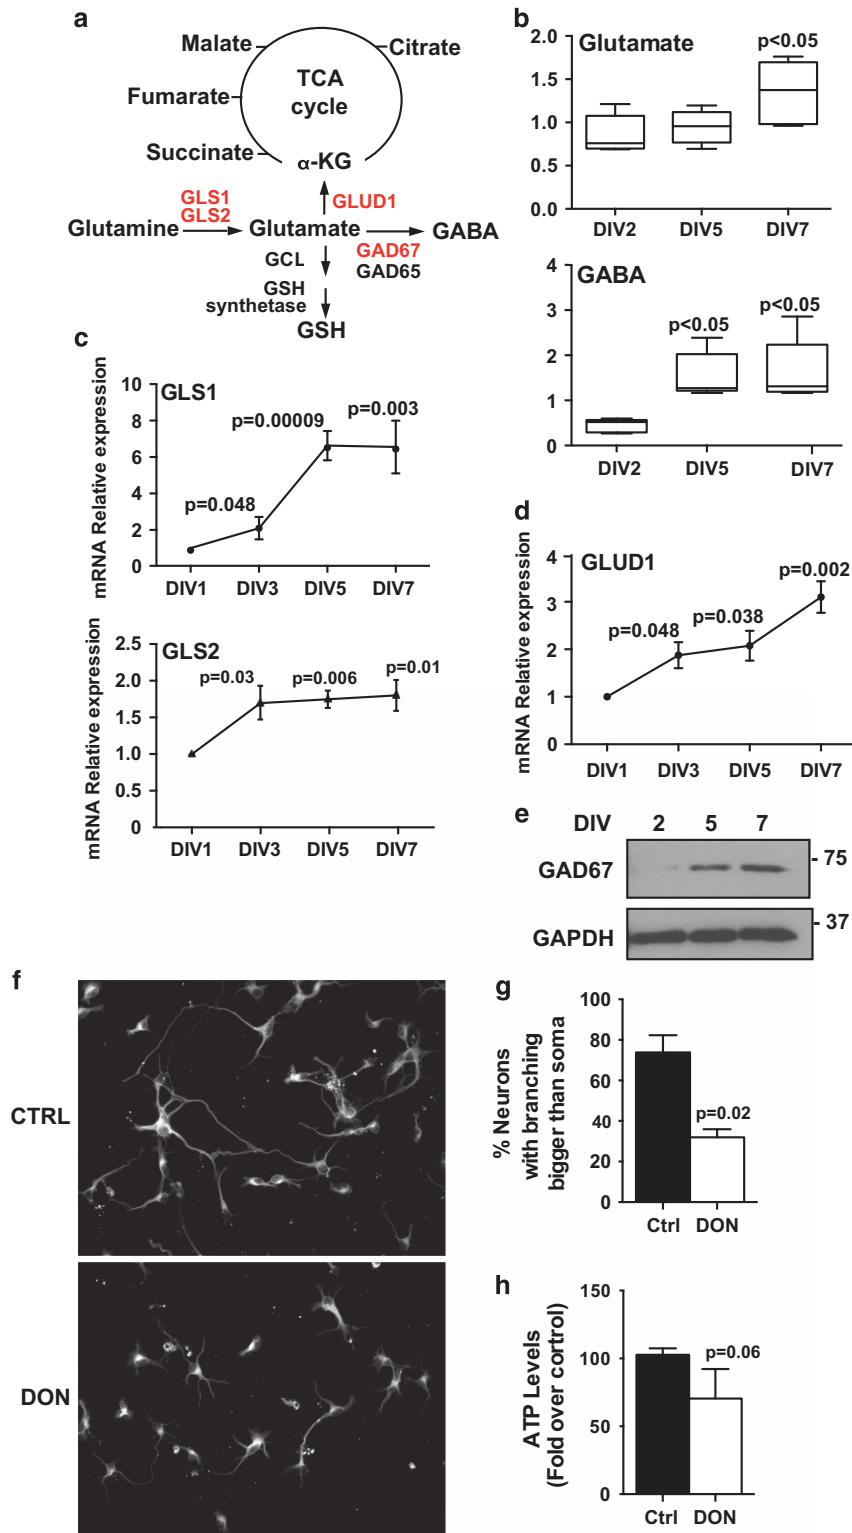 a
Malate
Citrate
TCA
cycle
Fumarate
Succinate
α-KG
GLS1
GLS2
GLUD1
Glutamine
Glutamate
GABA
GCL
GAD67
GAD65
GSH
synthetase
GSH
b
Glutamate
p<0.05
2.0
1.5
1.0
0.5
0.0
DIV2
DIV5
DIV7
GABA
p<0.05
p<0.05
4
3
2
1
0
DIV2
DIV5
DIV7
c
mRNA Relative expression
GLS1
10
8
6
4
2
0
p=0.048
p=0.00009
p=0.003
DIV1
DIV3
DIV5
DIV7
mRNA Relative expression
GLS2
2.5
2.0
1.5
1.0
0.5
0.0
p=0.03
p=0.006
p=0.01
DIV1
DIV3
DIV5
DIV7
d
mRNA Relative expression
GLUD1
4
3
2
1
0
p=0.048
p=0.038
p=0.002
DIV1
DIV3
DIV5
DIV7
e
DIV 2 5 7
GAD67
- 75
GAPDH
- 37
f
CTRL
DON
g
% Neurons
with branching
bigger than soma
100
80
60
40
20
0
p=0.02
Ctrl
DON
h
ATP Levels
(Fold over cortrol)
150
100
50
0
p=0.06
Ctrl
DON